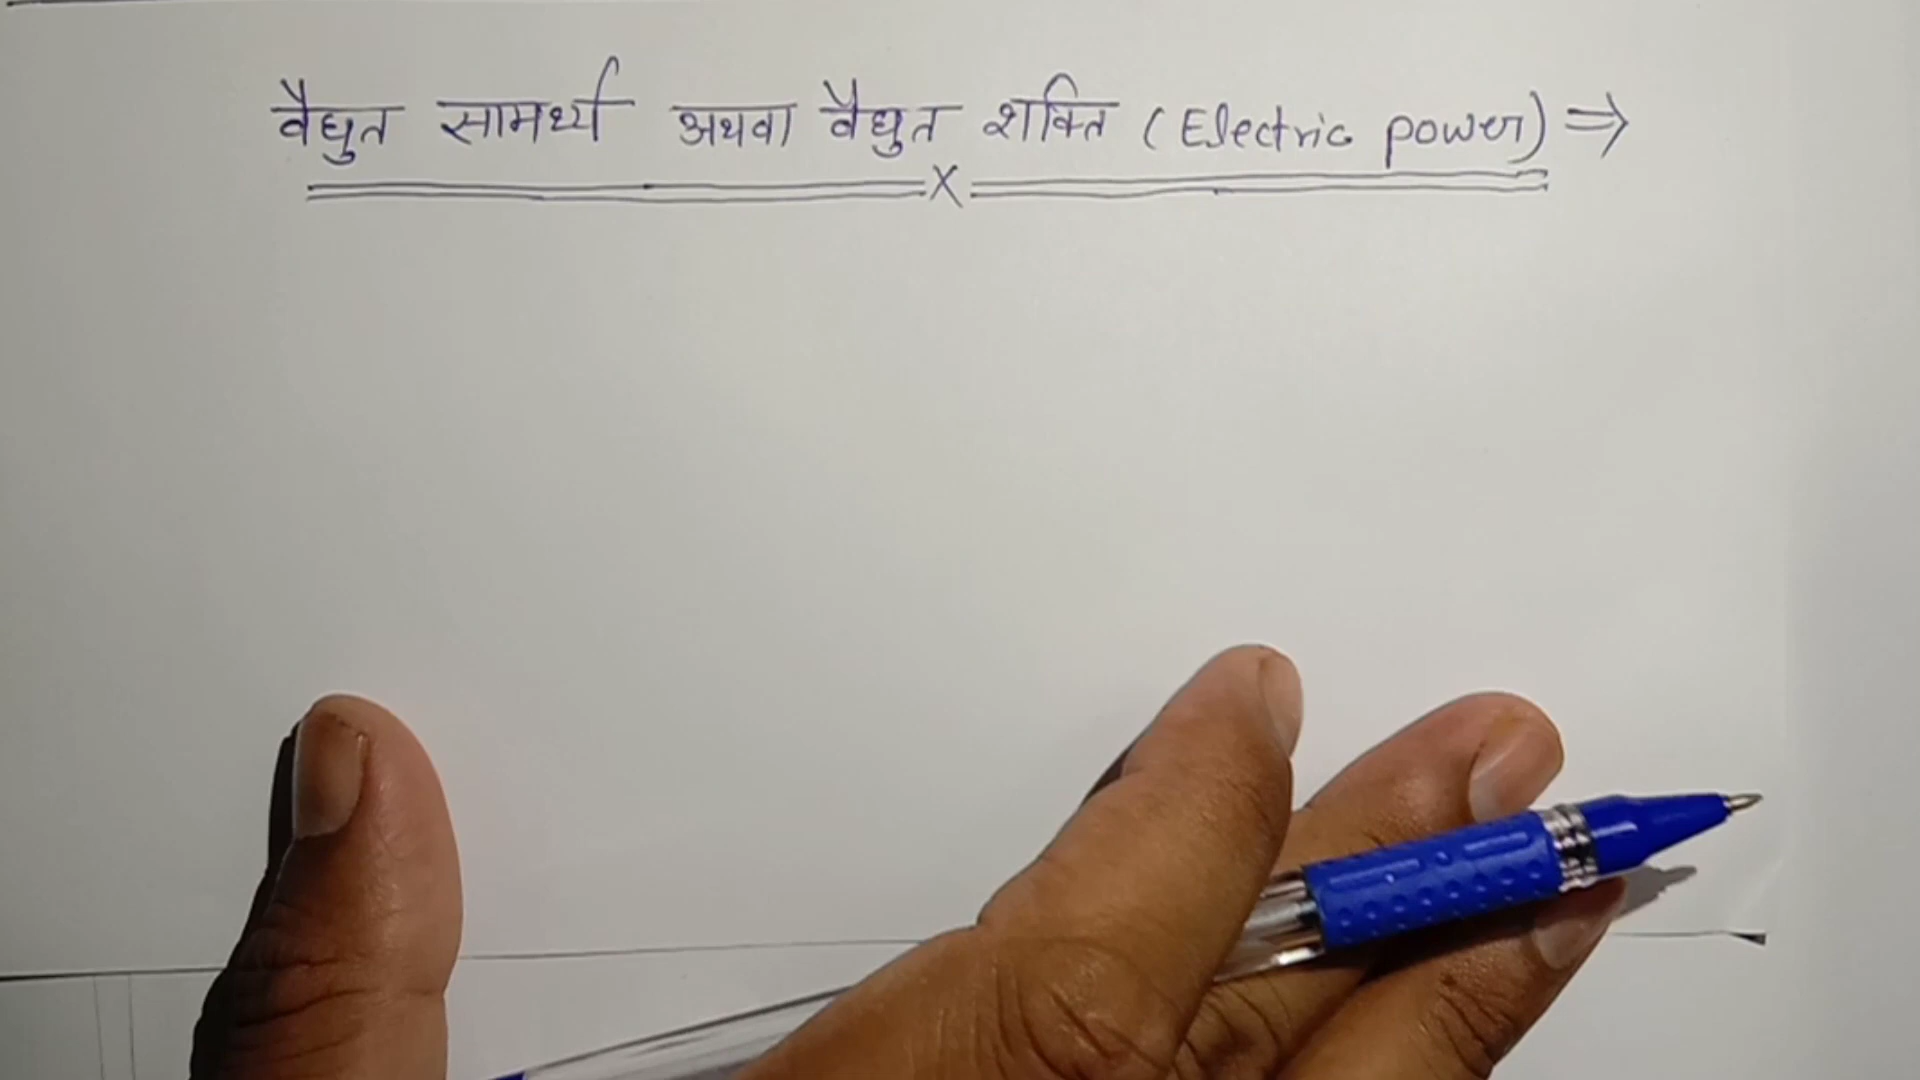 वैद्युत सामर्थ्य अथवा वैद्युत शक्ति (Electric power) ⇒